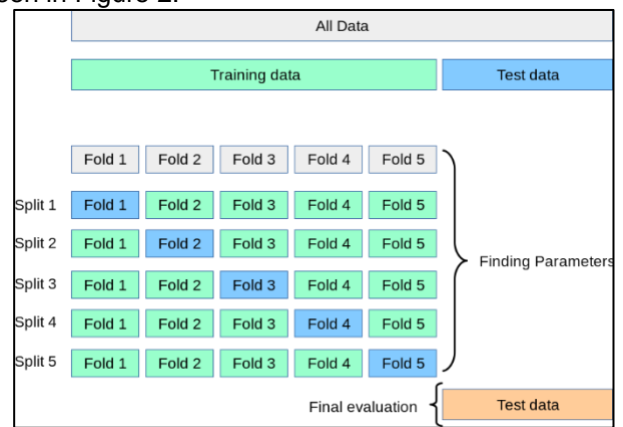 een in Figure 2.
All Data
Training data Test data
Fold 1 Fold 2 Fold 3 Fold 4 Fold 5
Split 1 Fold 1 Fold 2 Fold 3 Fold 4 Fold 5
Split 2 Fold 1 Fold 2 Fold 3 Fold 4 Fold 5
Finding Parameters
Split 3 Fold 1 Fold 2 Fold 3 Fold 4 Fold 5
Split 4 Fold 1 Fold 2 Fold 3 Fold 4 Fold 5
Split 5 Fold 1 Fold 2 Fold 3 Fold 4 Fold 5
Final evaluation Test data